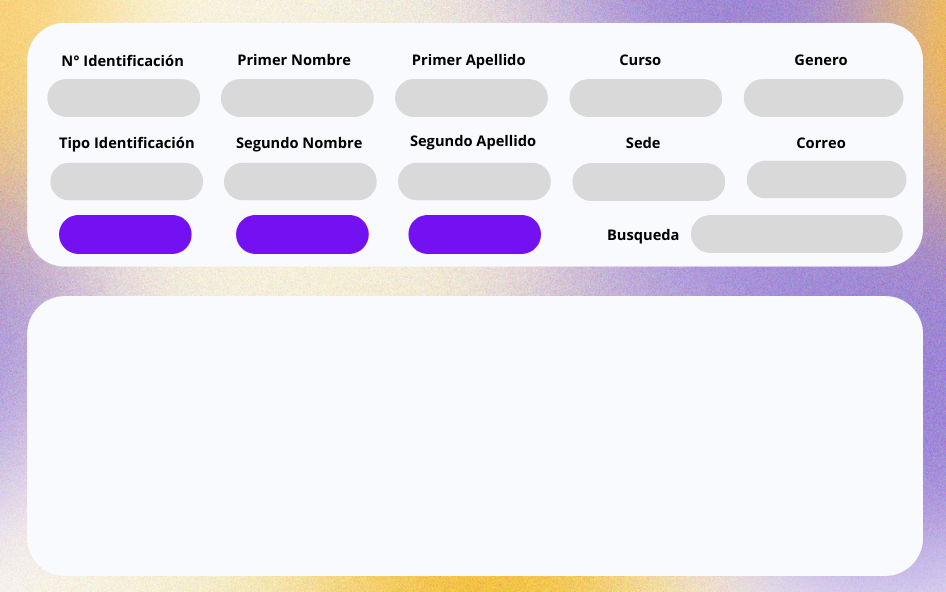 N° Identificación
Primer Nombre
Primer Apellido
Curso
Genero
Tipo Identificación
Segundo Nombre
Segundo Apellido
Sede
Correo
Busqueda